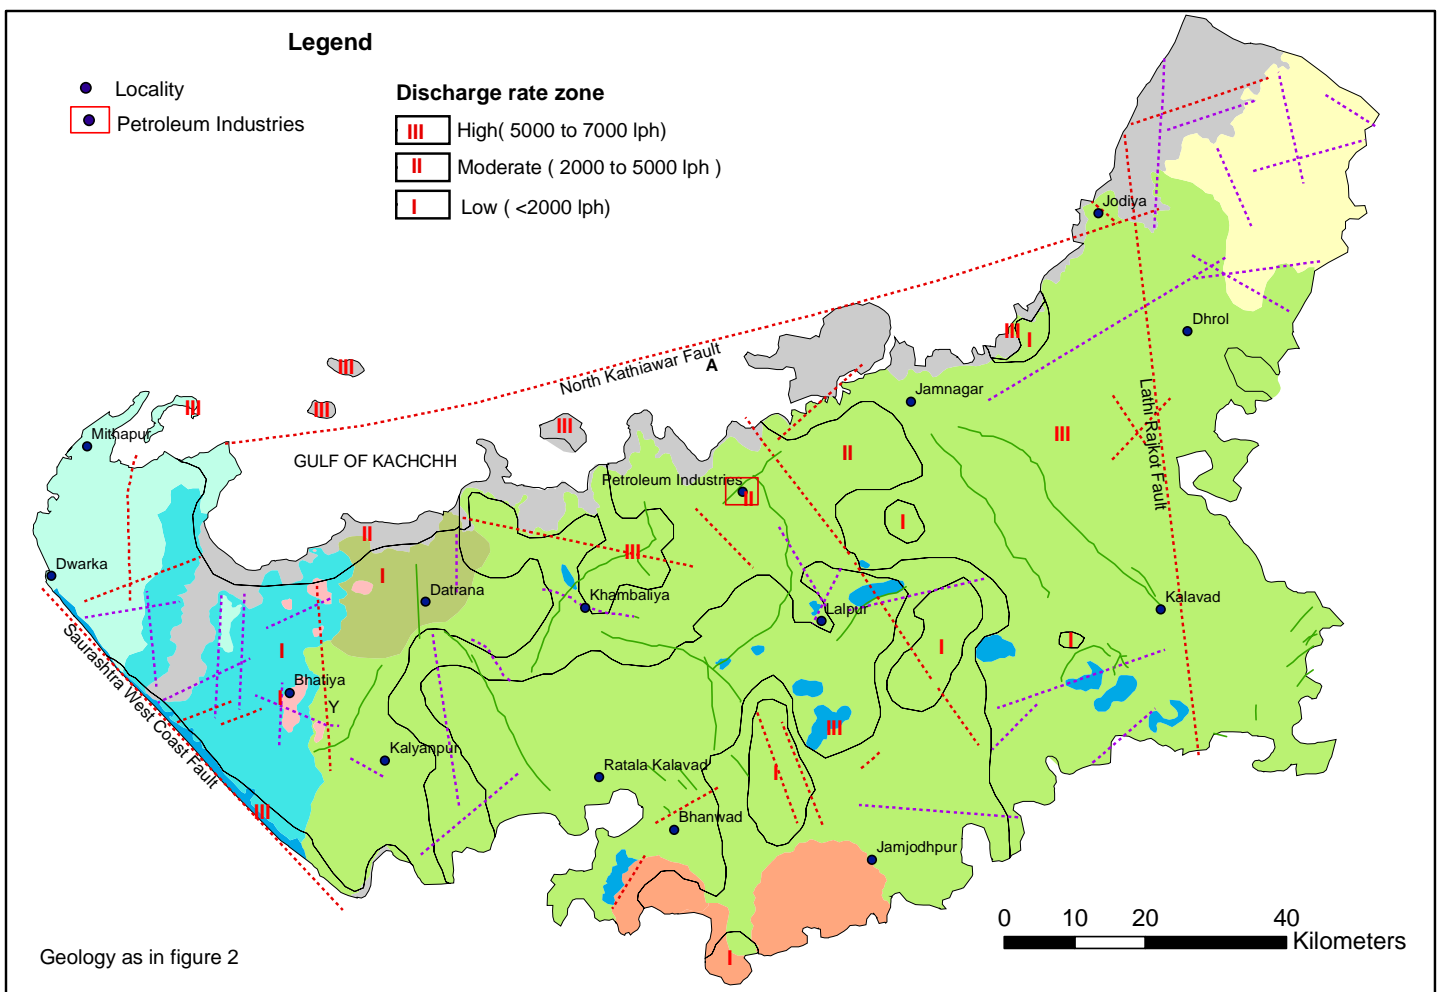 Legend
Locality
Petroleum Industries
Discharge rate zone
III High( 5000 to 7000 lph)
II Moderate ( 2000 to 5000 lph )
I Low ( <2000 lph)
Jodiya
III
I
Dhrol
North Kathiawar Fault
A
III
III
III
III
Jamnagar
Lathi Rajkot Fault
III
Mithapur
GULF OF KACHCHH
II
Petroleum Industries
II
I
II
III
I
Dwarka
Datrana
Khambaliya
Lalpur
Kalavad
Saurashtra West Coast Fault
I
I
I
Bhatiya
I
Y
III
Kalyanpur
Ratala Kalavad
I
III
Bhanwad
Jamjodhpur
I
0 10 20 40
Kilometers
Geology as in figure 2